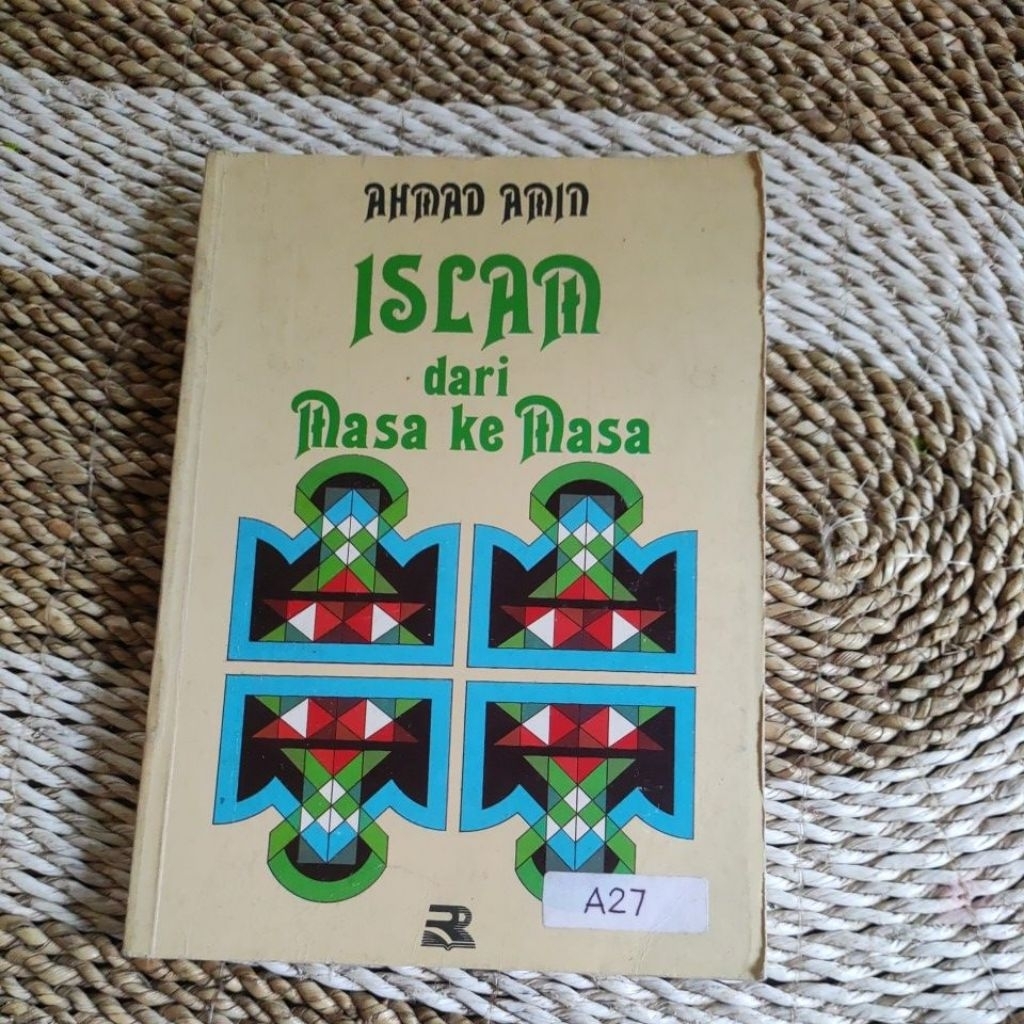 AHMAD AMIN
ISLAM
dari
Masa ke Masa
A27